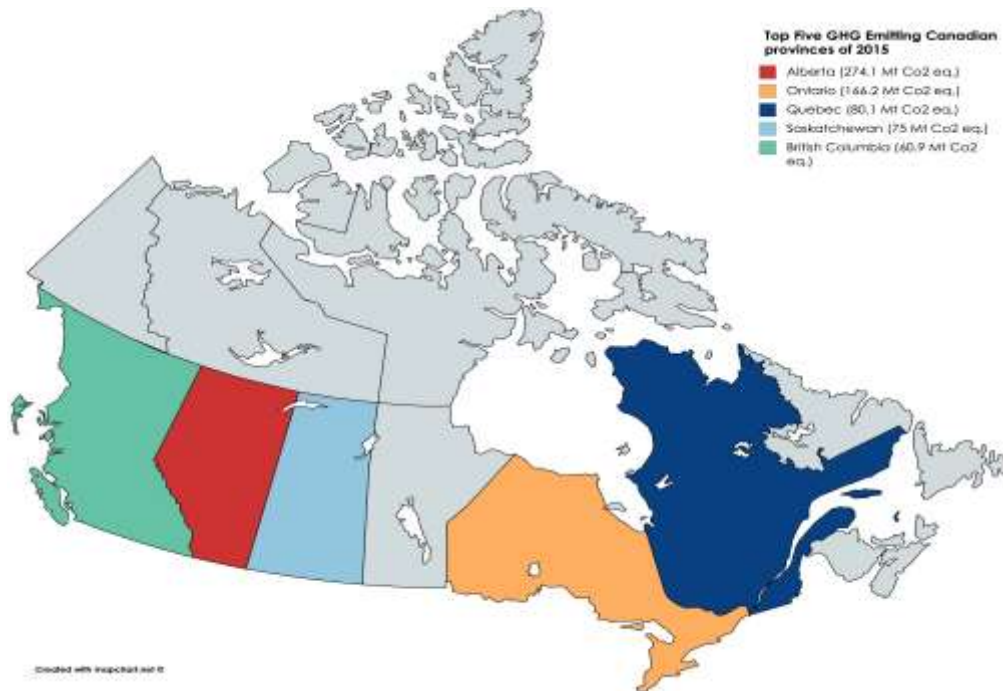 Top Five GHG Emitting Canadian
provinces of 2015
Alberta (274.1 Mt Co2 eq.)
Ontario (166.2 Mt Co2 eq.)
Quebec (80.1 Mt Co2 eq.)
Saskatchewan (75 Mt Co2 eq.)
British Columbia (60.9 Mt Co2
eq.)
Created with mapchart.net ©